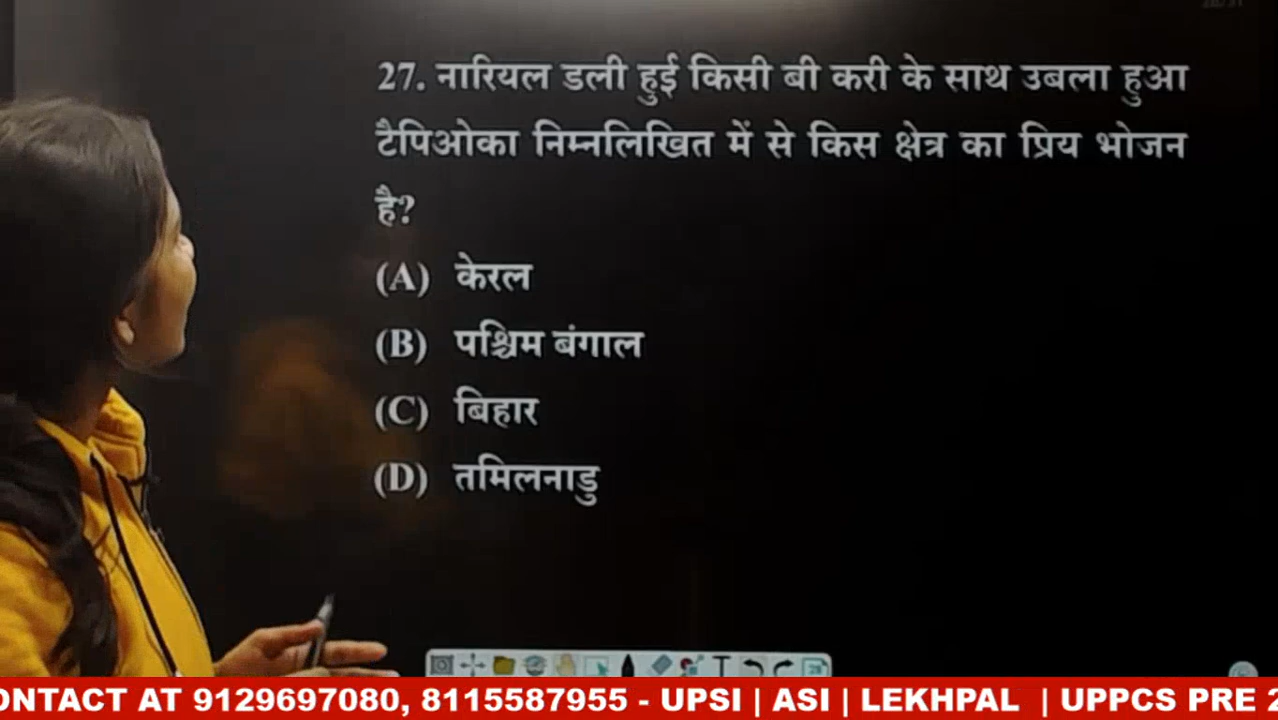 27. नारियल डली हुई किसी बी करी के साथ उबला हुआ
टैपिओका निम्नलिखित में से किस क्षेत्र का प्रिय भोजन
है?
(A) केरल
(B) पश्चिम बंगाल
(C) बिहार
(D) तमिलनाडु
ONTACT AT 9129697080, 8115587955 - UPSI | ASI | LEKHPAL | UPPCS PRE 2